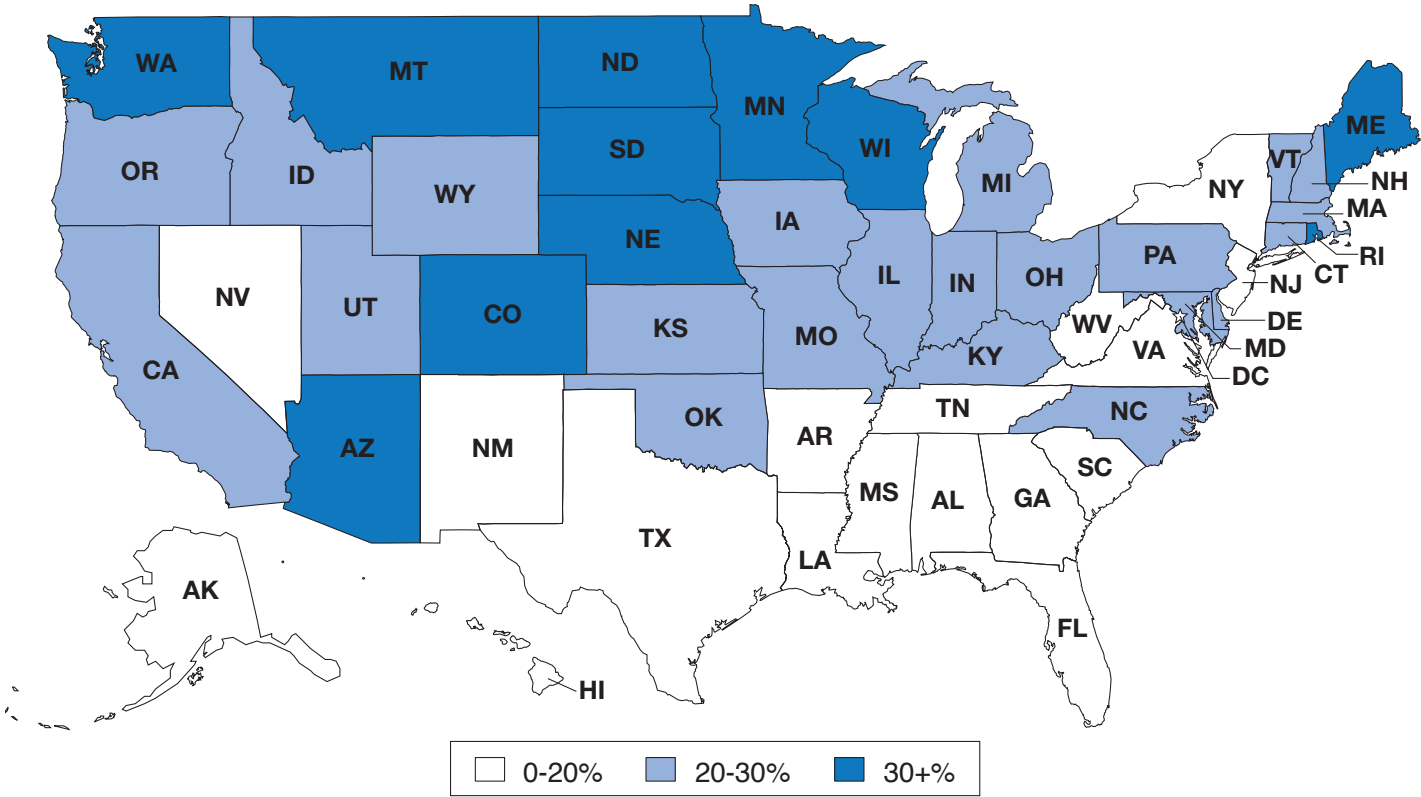 WA
MT
ND
MN
ME
OR
ID
WY
SD
WI
MI
VT
NY
NH
MA
NE
IA
PA
RI
CT
NV
UT
CO
KS
MO
IL
IN
OH
NJ
WV
DE
MD
VA
DC
CA
KY
AZ
NM
OK
AR
TN
NC
SC
MS
AL
GA
TX
LA
AK
FL
HI
0-20%
20-30%
30+%